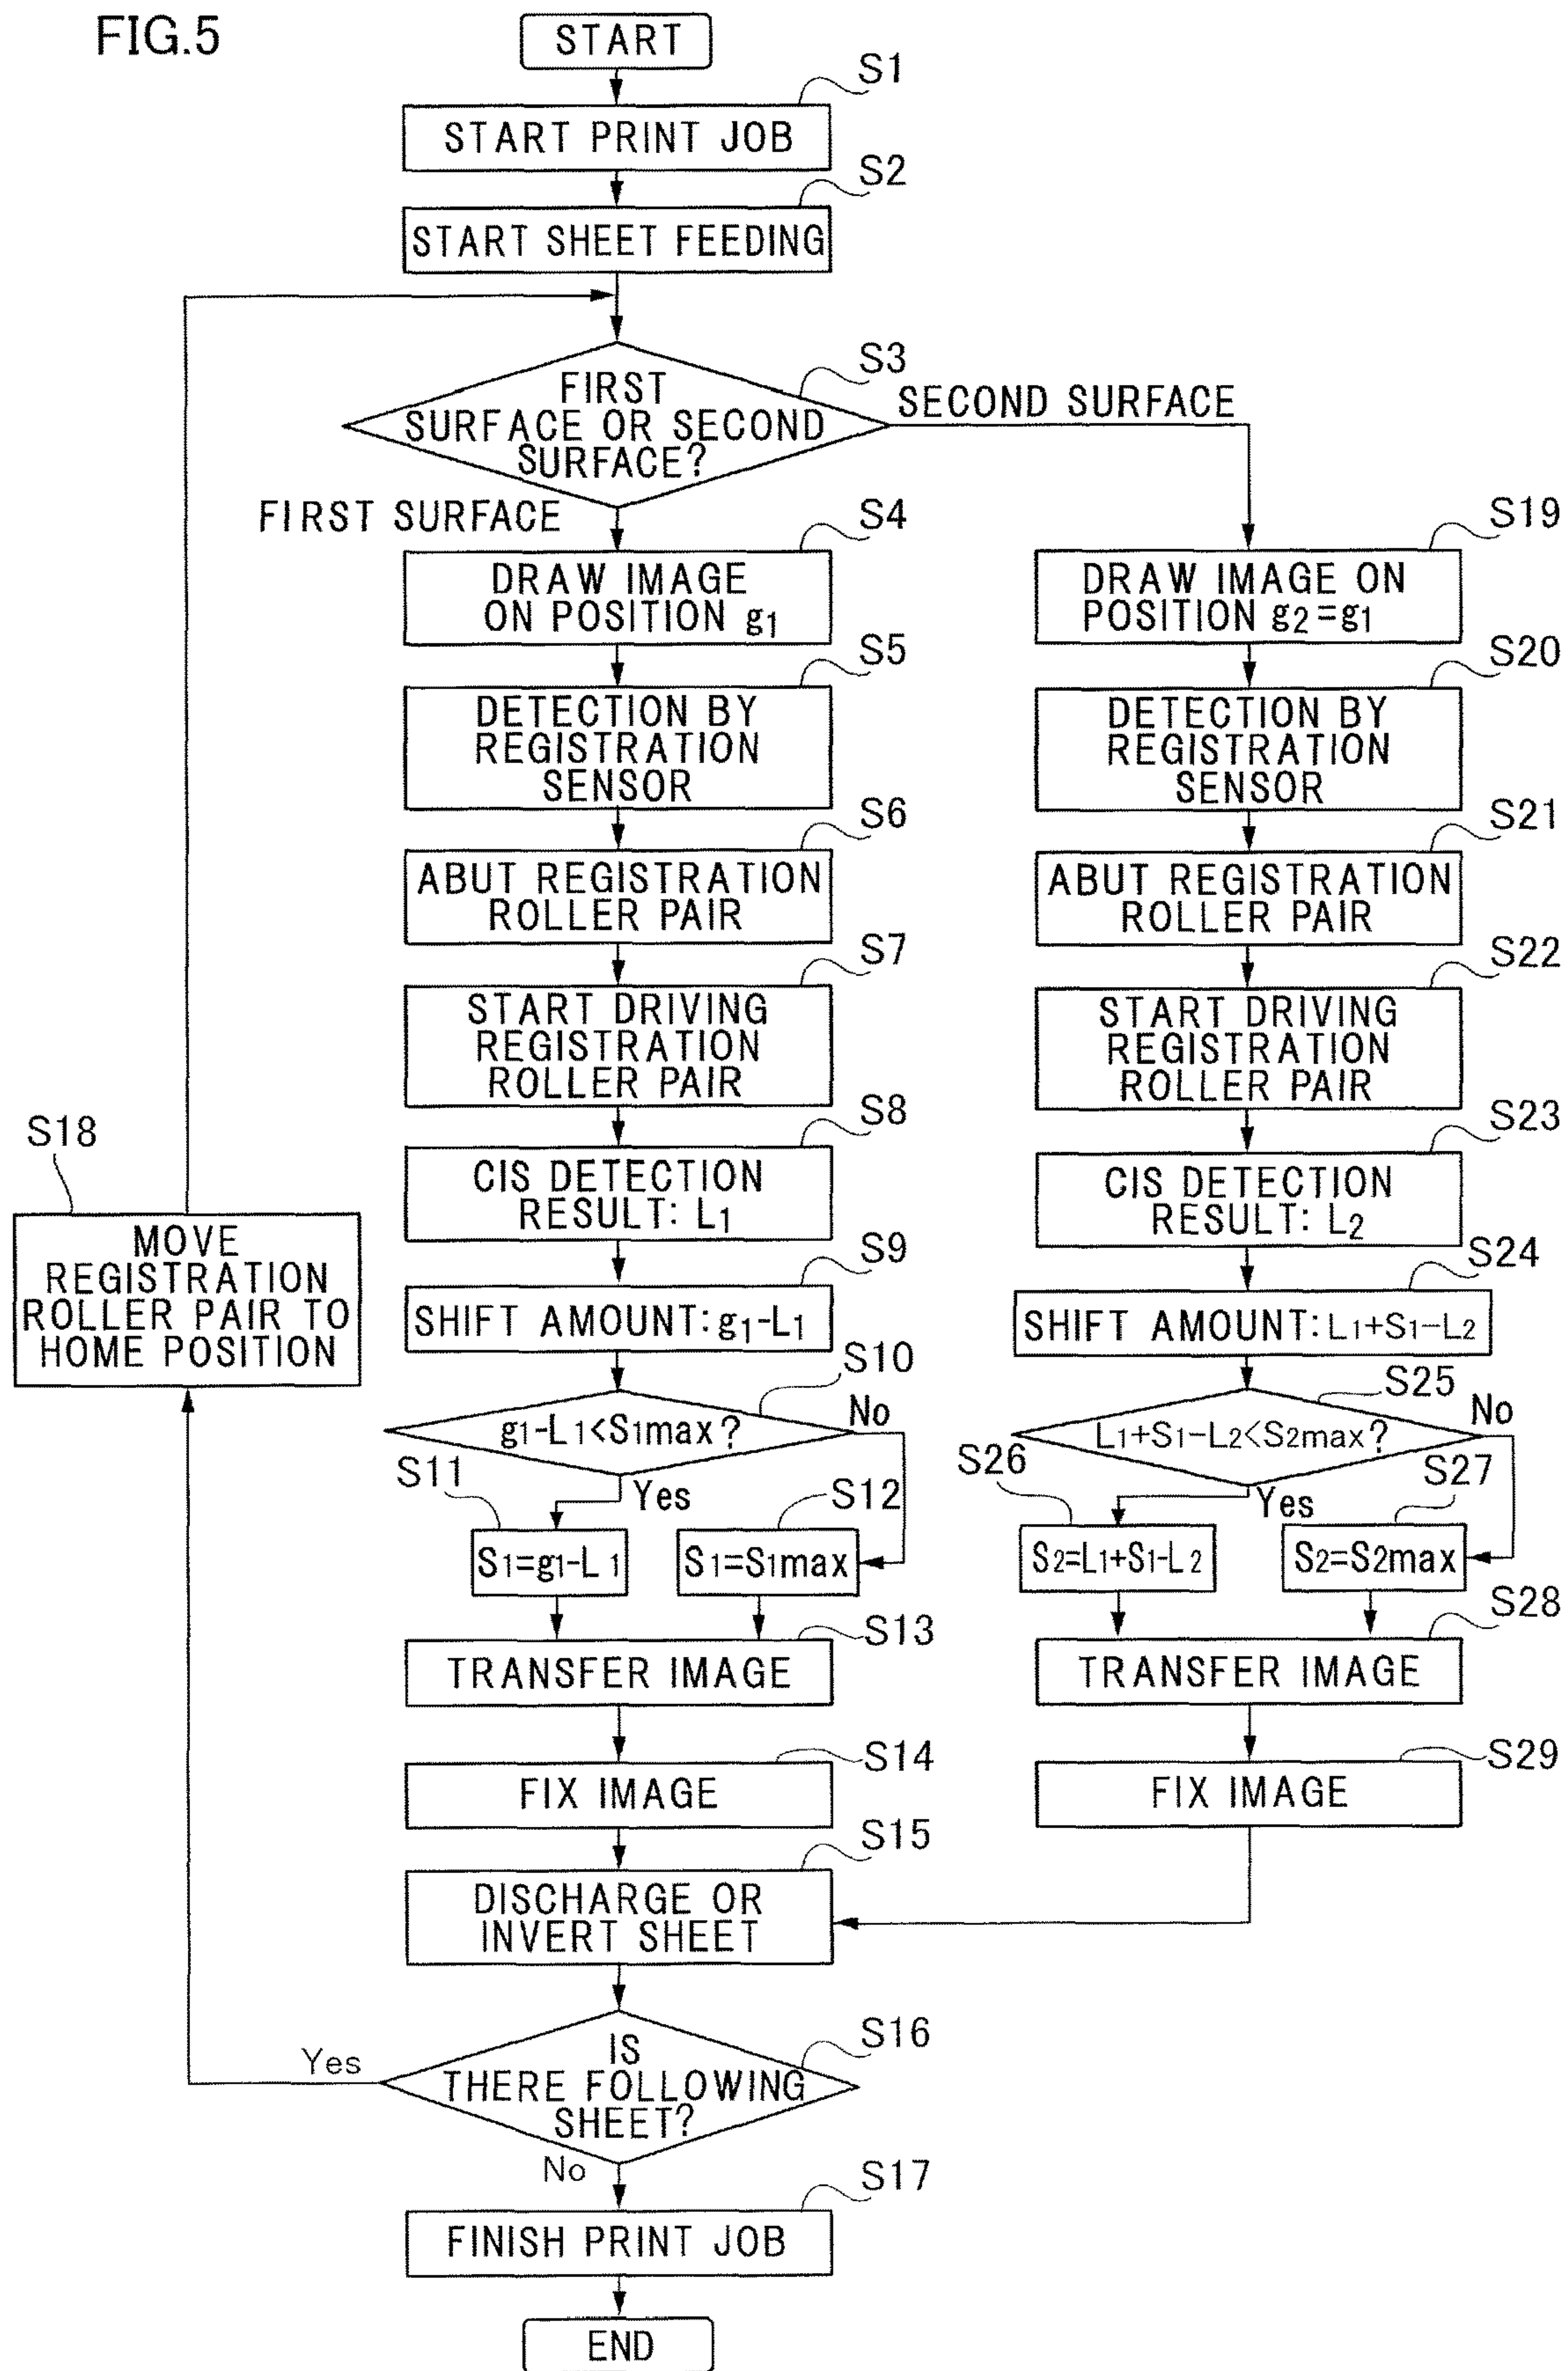 FIG.5
START
S1
START PRINT JOB
S2
START SHEET FEEDING
S3
FIRST
SURFACE OR SECOND
SURFACE?
SECOND SURFACE
FIRST SURFACE
S4
DRAW IMAGE
ON POSITION g1
S5
DETECTION BY
REGISTRATION
SENSOR
S6
ABUT REGISTRATION
ROLLER PAIR
S7
START DRIVING
REGISTRATION
ROLLER PAIR
S8
CIS DETECTION
RESULT: L1
S9
SHIFT AMOUNT:g1-L1
S10
g1-L1<S1max?
No
Yes
S11
S1=g1-L1
S12
S1=S1max
S13
TRANSFER IMAGE
S14
FIX IMAGE
S15
DISCHARGE OR
INVERT SHEET
S16
IS
THERE FOLLOWING
SHEET?
Yes
No
S17
FINISH PRINT JOB
END
S18
MOVE
REGISTRATION
ROLLER PAIR TO
HOME POSITION
S19
DRAW IMAGE ON
POSITION g2=g1
S20
DETECTION BY
REGISTRATION
SENSOR
S21
ABUT REGISTRATION
ROLLER PAIR
S22
START DRIVING
REGISTRATION
ROLLER PAIR
S23
CIS DETECTION
RESULT: L2
S24
SHIFT AMOUNT:L1+S1-L2
S25
L1+S1-L2<S2max?
No
Yes
S26
S2=L1+S1-L2
S27
S2=S2max
S28
TRANSFER IMAGE
S29
FIX IMAGE